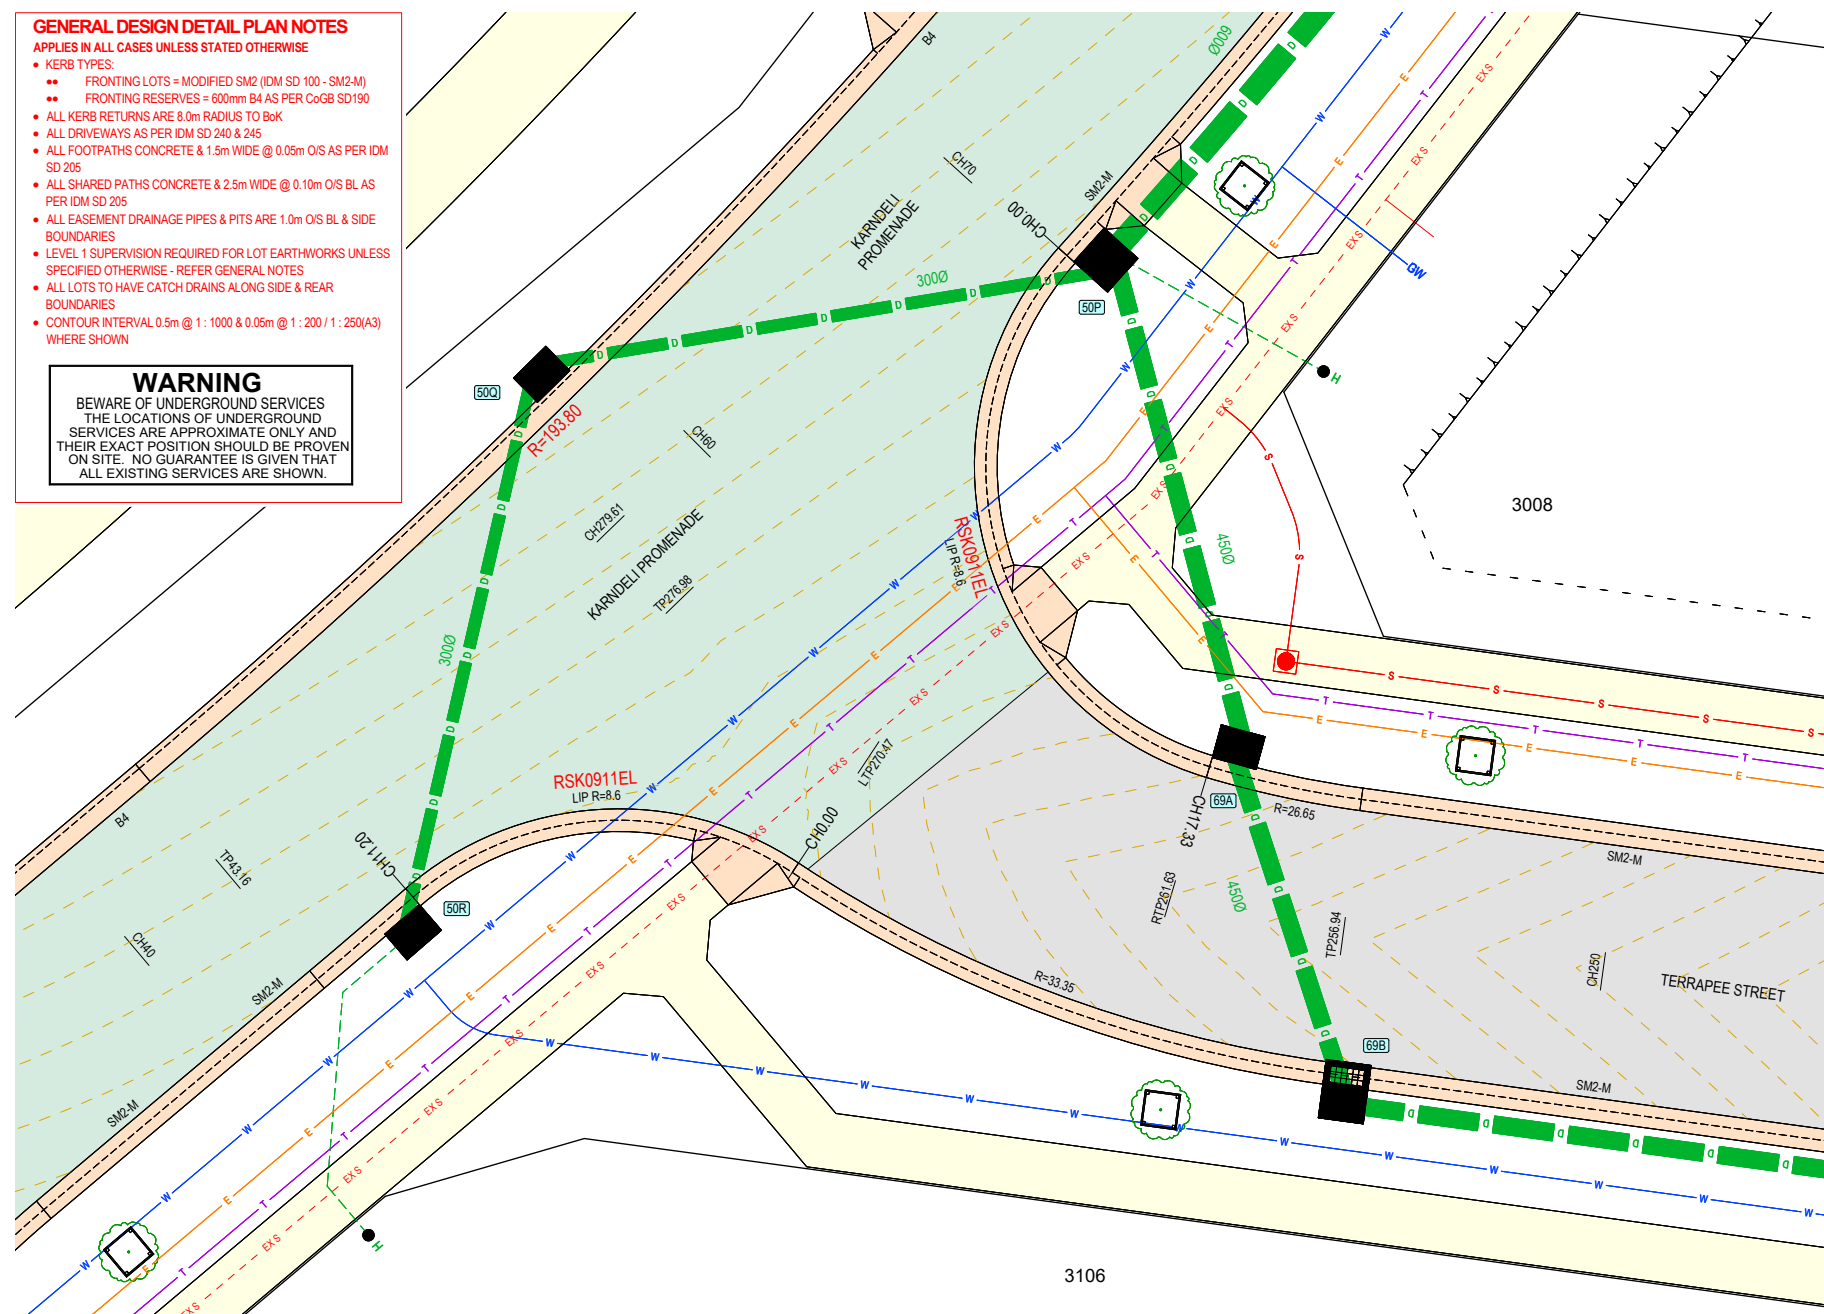 GENERAL DESIGN DETAIL PLAN NOTES
APPLIES IN ALL CASES UNLESS STATED OTHERWISE
• KERB TYPES:
•• FRONTING LOTS = MODIFIED SM2 (IDM SD 100 - SM2-M)
•• FRONTING RESERVES = 600mm B4 AS PER CoGB SD190
• ALL KERB RETURNS ARE 8.0m RADIUS TO BoK
• ALL DRIVEWAYS AS PER IDM SD 240 & 245
• ALL FOOTPATHS CONCRETE & 1.5m WIDE @ 0.05m O/S AS PER IDM
SD 205
• ALL SHARED PATHS CONCRETE & 2.5m WIDE @ 0.10m O/S BL AS
PER IDM SD 205
• ALL EASEMENT DRAINAGE PIPES & PITS ARE 1.0m O/S BL & SIDE
BOUNDARIES
• LEVEL 1 SUPERVISION REQUIRED FOR LOT EARTHWORKS UNLESS
SPECIFIED OTHERWISE - REFER GENERAL NOTES
• ALL LOTS TO HAVE CATCH DRAINS ALONG SIDE & REAR
BOUNDARIES
• CONTOUR INTERVAL 0.5m @ 1 : 1000 & 0.05m @ 1 : 200 / 1 : 250(A3)
WHERE SHOWN
WARNING
BEWARE OF UNDERGROUND SERVICES
THE LOCATIONS OF UNDERGROUND
SERVICES ARE APPROXIMATE ONLY AND
THEIR EXACT POSITION SHOULD BE PROVEN
ON SITE. NO GUARANTEE IS GIVEN THAT
ALL EXISTING SERVICES ARE SHOWN.
B4
600Ø
CH70
SM2-M
KARNDELI
PROMENADE
CH0.00
GW
300Ø
50P
H
50Q
R=193.80
CH60
3008
CH279.61
KARNDELI PROMENADE
TP276.98
RSK0911EL
LIP R=8.6
450Ø
300Ø
LTP270.47
RSK0911EL
LIP R=8.6
CH0.00
B4
TP43.16
CH11.20
50R
CH40
SM2-M
SM2-M
69A
CH17.33
R=26.65
SM2-M
450Ø
RTP261.63
TP256.94
CH250
TERRAPEE STREET
R=33.35
69B
SM2-M
H
3106
W
E
T
S
D
EX S